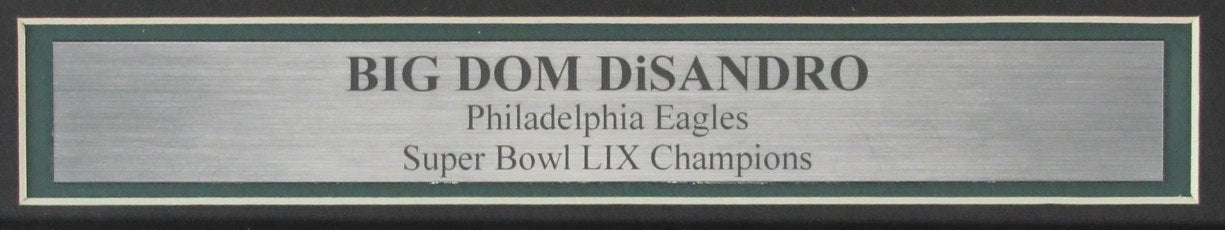 BIG DOM DiSANDRO
Philadelphia Eagles
Super Bowl LIX Champions